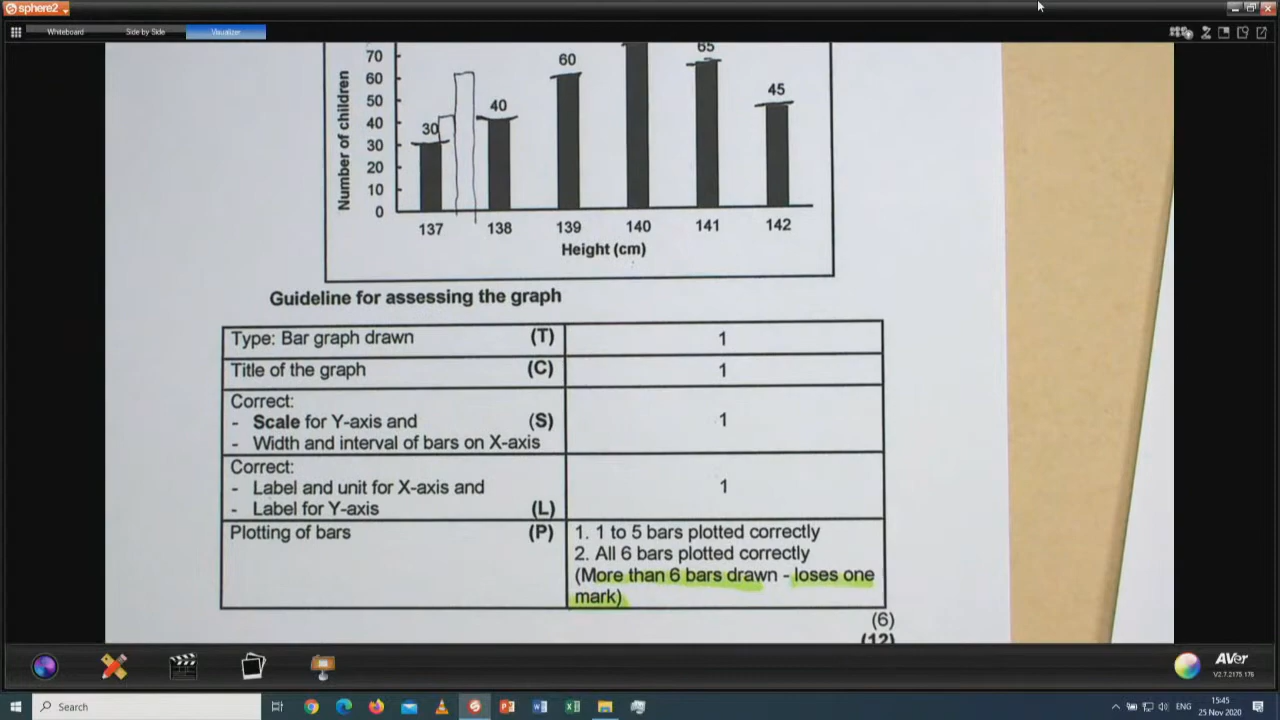 sphere2
Whiteboard Side by Side Visualizer
70
60
50
40
30
20
10
0
Number of children
30
40
60
65
45
137 138 139 140 141 142
Height (cm)
Guideline for assessing the graph
Type: Bar graph drawn (T) 1
Title of the graph (C) 1
Correct:
- Scale for Y-axis and (S) 1
- Width and interval of bars on X-axis
Correct:
- Label and unit for X-axis and 1
- Label for Y-axis (L)
Plotting of bars (P) 1. 1 to 5 bars plotted correctly
2. All 6 bars plotted correctly
(More than 6 bars drawn - loses one
mark)
(6)
(12)
AVer
V2.7.2175.176
Search
ENG
15:45
25 Nov 2020